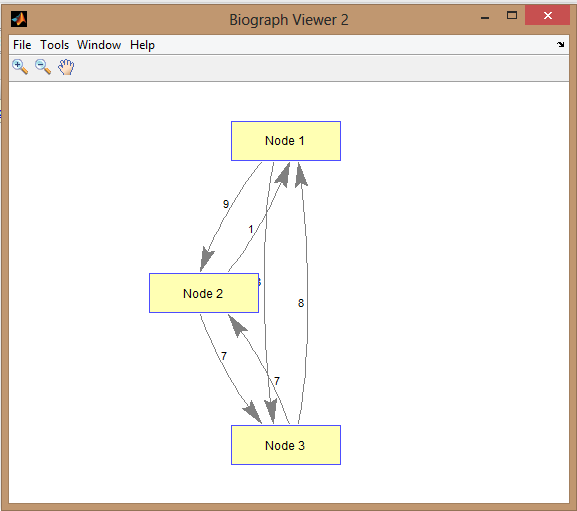 Biograph Viewer 2
File Tools Window Help
Node 1
9
1
Node 2
8
7
7
Node 3